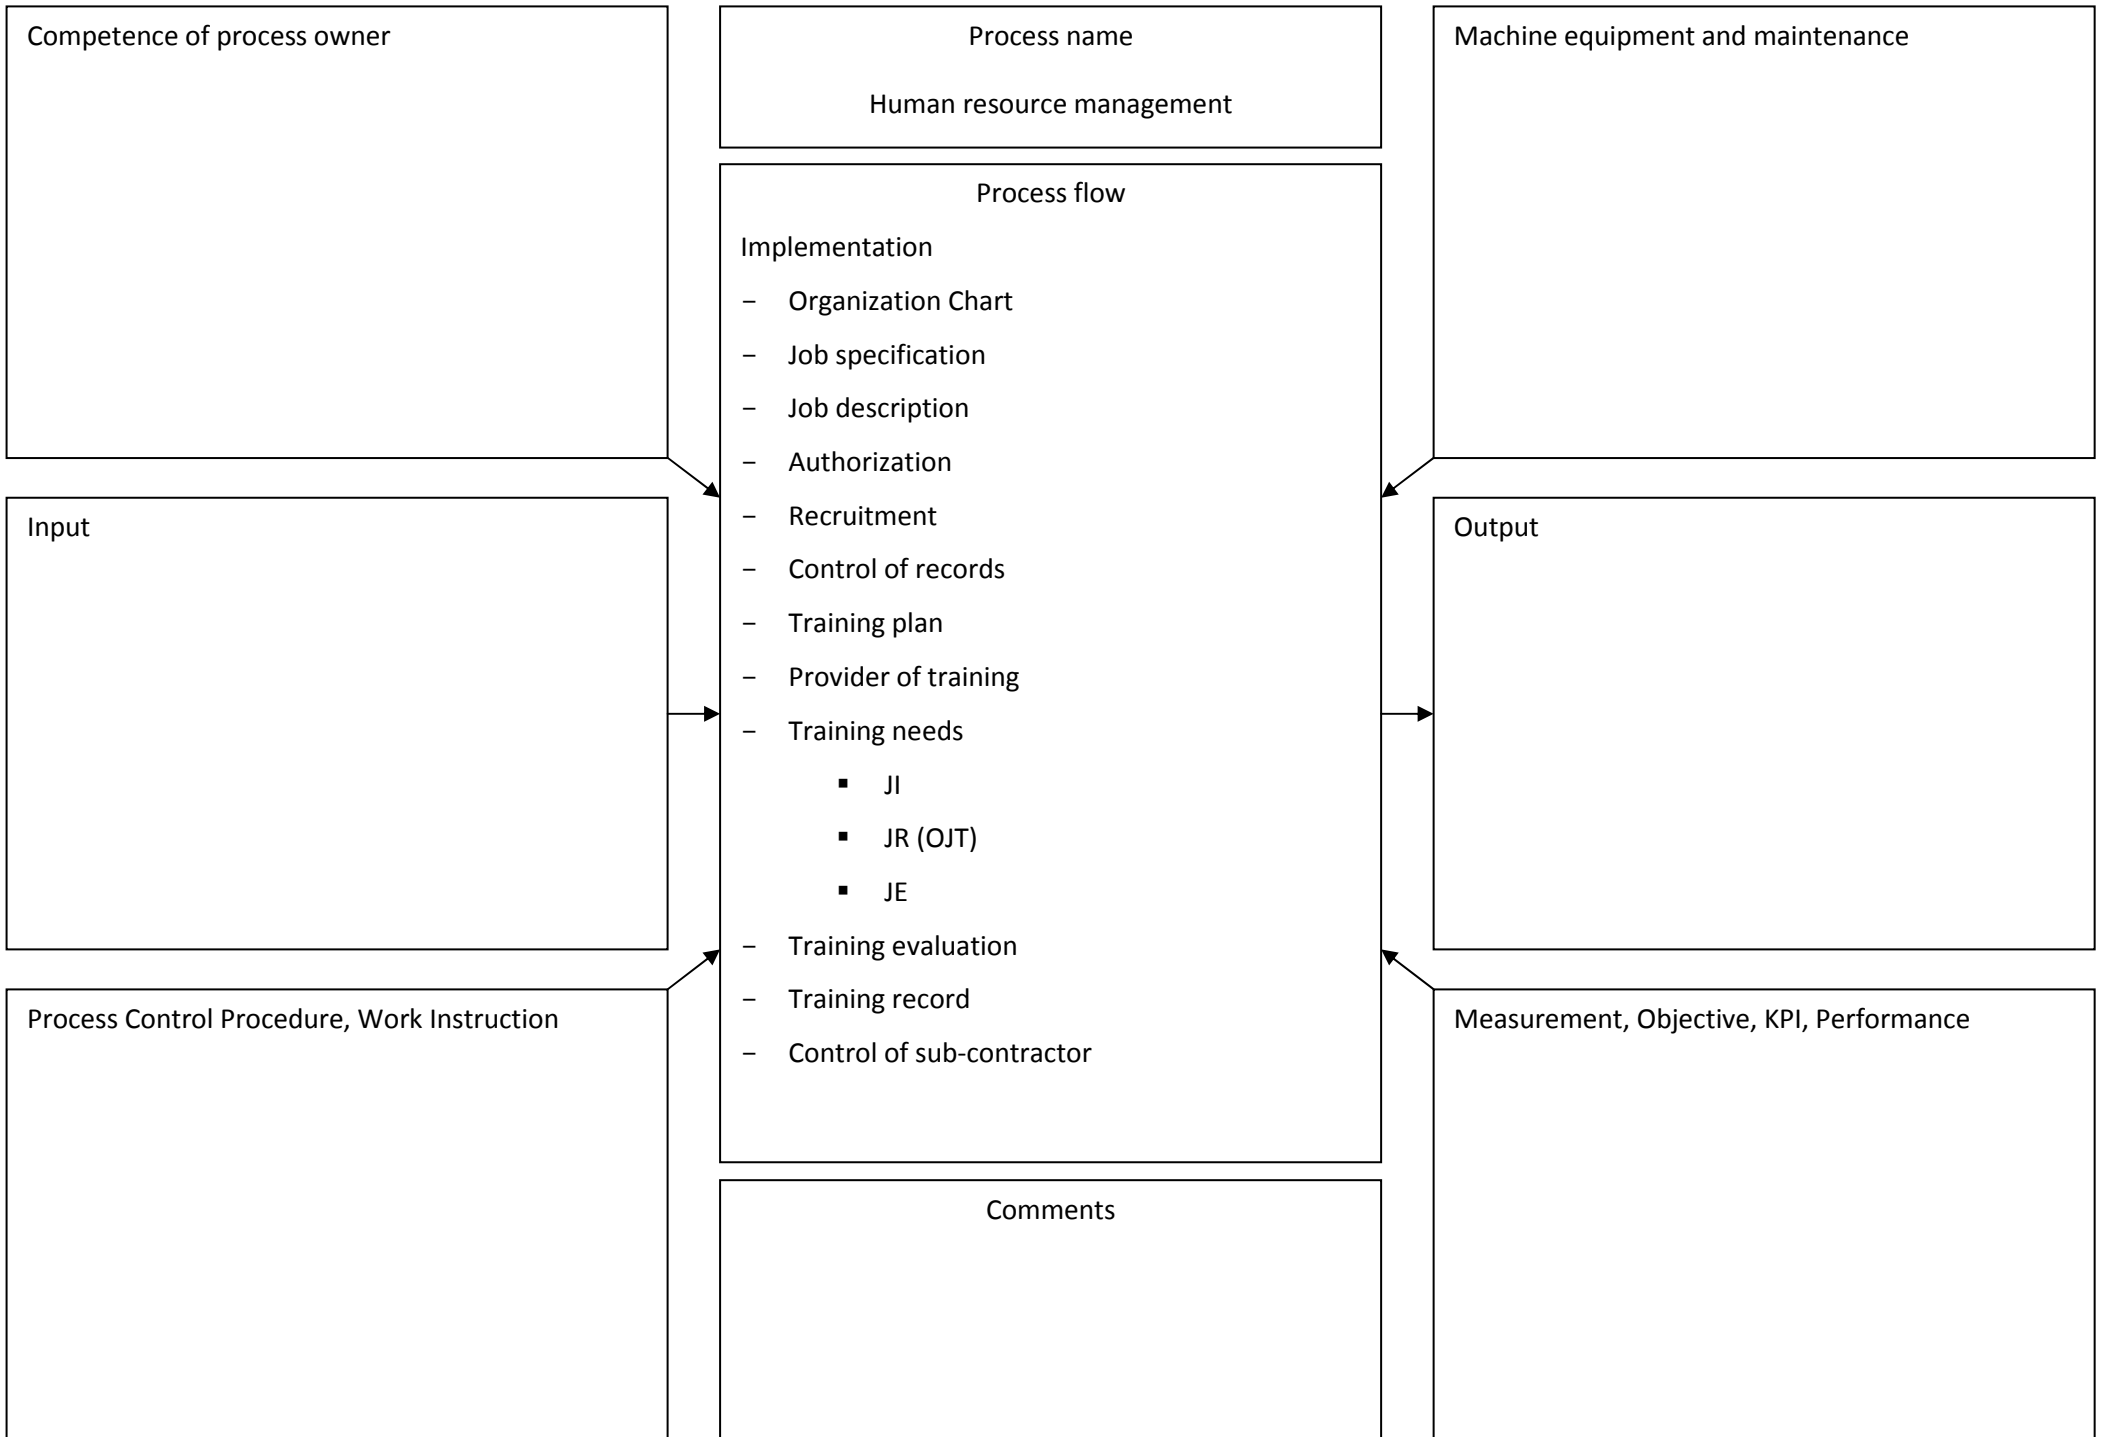 Competence of process owner
Process name
Human resource management
Machine equipment and maintenance
Process flow
Implementation
– Organization Chart
– Job specification
– Job description
– Authorization
– Recruitment
– Control of records
– Training plan
– Provider of training
– Training needs
▪ JI
▪ JR (OJT)
▪ JE
– Training evaluation
– Training record
– Control of sub-contractor
Input
Output
Process Control Procedure, Work Instruction
Measurement, Objective, KPI, Performance
Comments